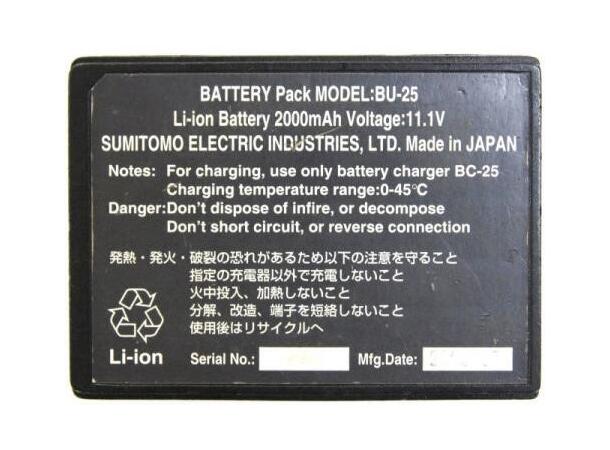 BATTERY Pack MODEL:BU-25
Li-ion Battery 2000mAh Voltage:11.1V
SUMITOMO ELECTRIC INDUSTRIES, LTD. Made in JAPAN
Notes: For charging, use only battery charger BC-25
Charging temperature range:0-45°C
Danger:Don't dispose of infire, or decompose
Don't short circuit, or reverse connection
発熱・発火・破裂の恐れがあるため以下の注意を守ること
指定の充電器以外で充電しないこと
火中投入、加熱しないこと
分解、改造、端子を短絡しないこと
使用後はリサイクルへ
Li-ion Serial No.: Mfg.Date: